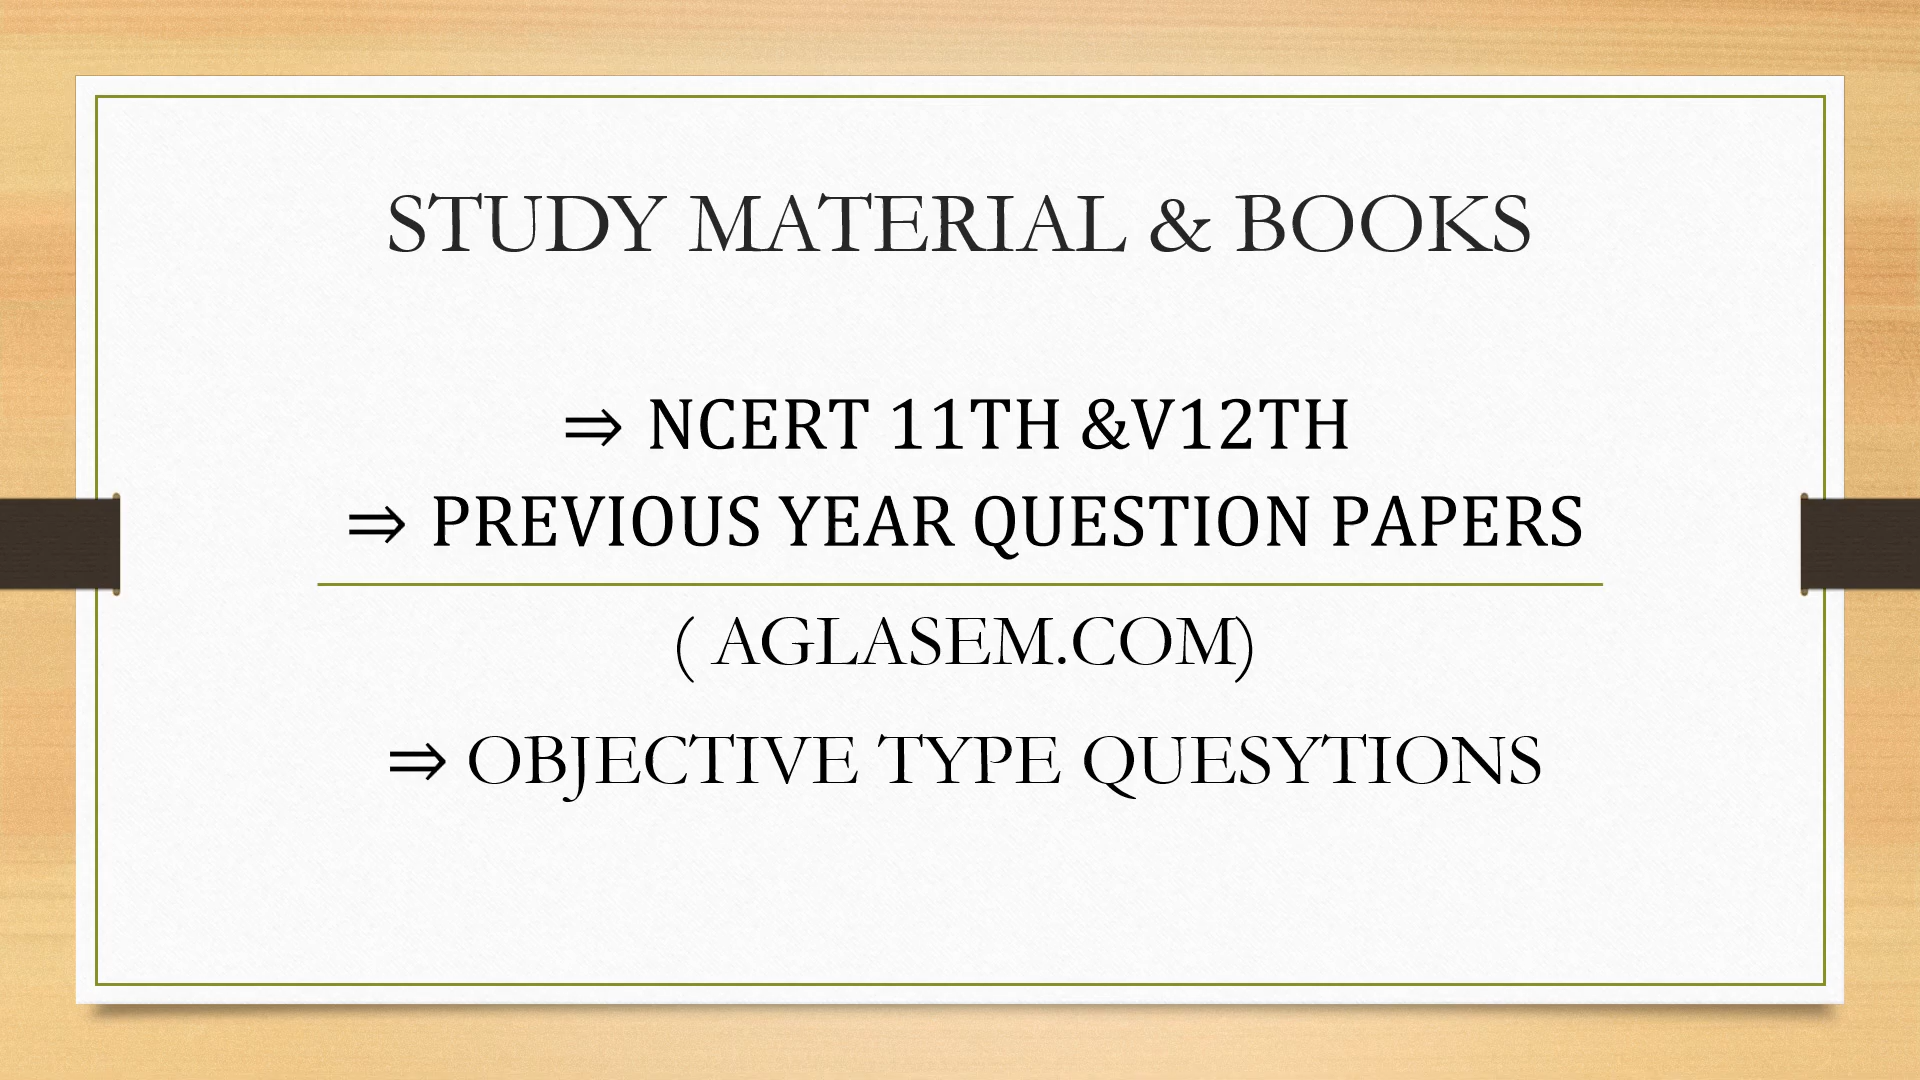 STUDY MATERIAL & BOOKS
⇒ NCERT 11TH &V12TH
⇒ PREVIOUS YEAR QUESTION PAPERS
( AGLASEM.COM)
⇒ OBJECTIVE TYPE QUESYTIONS